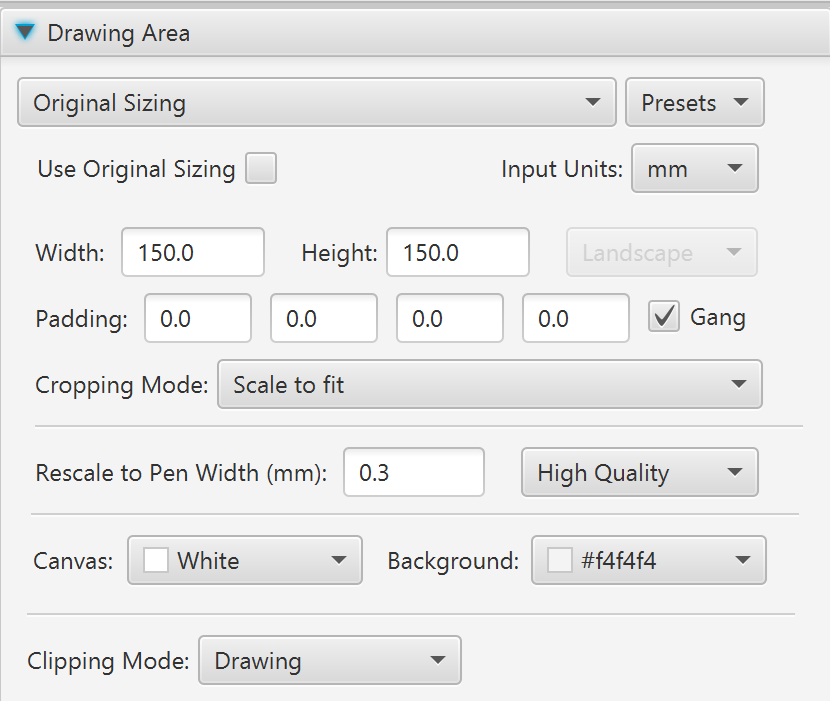 Drawing Area
Original Sizing Presets
Use Original Sizing Input Units: mm
Width: 150.0 Height: 150.0 Landscape
Padding: 0.0 0.0 0.0 0.0 Gang
Cropping Mode: Scale to fit
Rescale to Pen Width (mm): 0.3 High Quality
Canvas: White Background: #f4f4f4
Clipping Mode: Drawing